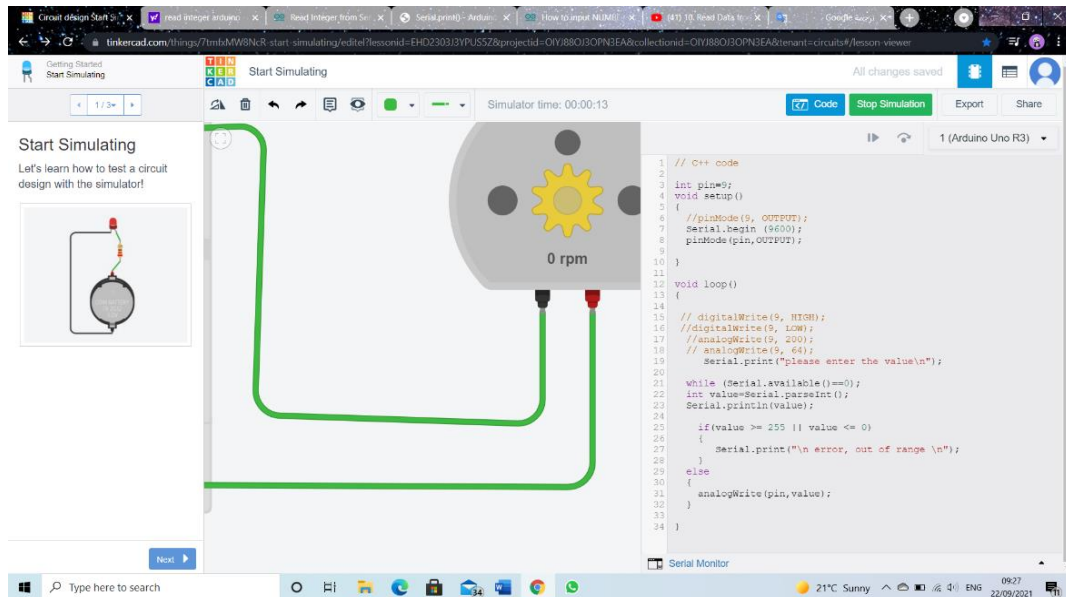 Circuit design Start Si
read integer arduino
Read Integer from Se
Serial.print() - Arduin
How to input NUM
(41) 10. Read Data fr
Google
tinkercad.com/things/7tmfxMW8NcR-start-simulating/editel?lessonid=EHD2303J3YPUS5Z&projectid=OIYJ88OJ3OPN3EA&collectionid=OIYJ88OJ3OPN3EA&tenant=circuits#/lesson-viewer
Getting Started
Start Simulating
TIN
KER
CAD
Start Simulating
All changes saved
1 / 3
Simulator time: 00:00:13
Code
Stop Simulation
Export
Share
Start Simulating
Let's learn how to test a circuit
design with the simulator!
Next
0 rpm
1 (Arduino Uno R3)
1 // C++ code
2
3 int pin=9;
4 void setup()
5 {
6 //pinMode(9, OUTPUT);
7 Serial.begin (9600);
8 pinMode(pin,OUTPUT);
9
10 }
11
12 void loop()
13 {
14
15 // digitalWrite(9, HIGH);
16 //digitalWrite(9, LOW);
17 //analogWrite(9, 200);
18 // analogWrite(9, 64);
19 Serial.print("please enter the value\n");
20
21 while (Serial.available()==0);
22 int value=Serial.parseInt();
23 Serial.println(value);
24
25 if(value >= 255 || value <= 0)
26 {
27 Serial.print("\n error, out of range \n");
28 }
29 else
30 {
31 analogWrite(pin,value);
32 }
33
34 }
Serial Monitor
Type here to search
34
21°C Sunny
ENG
09:27
22/09/2021